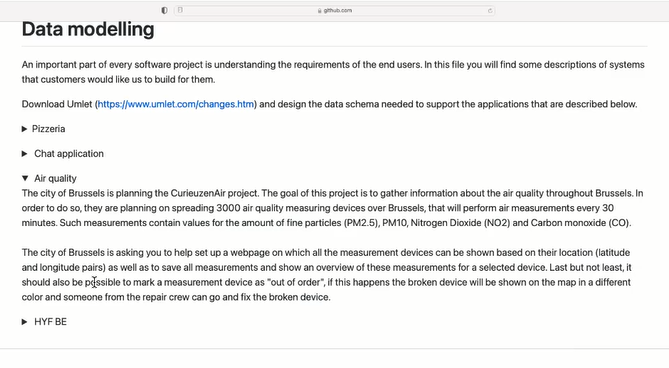 github.com
Data modelling
An important part of every software project is understanding the requirements of the end users. In this file you will find some descriptions of systems
that customers would like us to build for them.
Download Umlet (https://www.umlet.com/changes.htm) and design the data schema needed to support the applications that are described below.
Pizzeria
Chat application
Air quality
The city of Brussels is planning the CurieuzenAir project. The goal of this project is to gather information about the air quality throughout Brussels. In
order to do so, they are planning on spreading 3000 air quality measuring devices over Brussels, that will perform air measurements every 30
minutes. Such measurements contain values for the amount of fine particles (PM2.5), PM10, Nitrogen Dioxide (NO2) and Carbon monoxide (CO).
The city of Brussels is asking you to help set up a webpage on which all the measurement devices can be shown based on their location (latitude
and longitude pairs) as well as to save all measurements and show an overview of these measurements for a selected device. Last but not least, it
should also be possible to mark a measurement device as "out of order", if this happens the broken device will be shown on the map in a different
color and someone from the repair crew can go and fix the broken device.
HYF BE